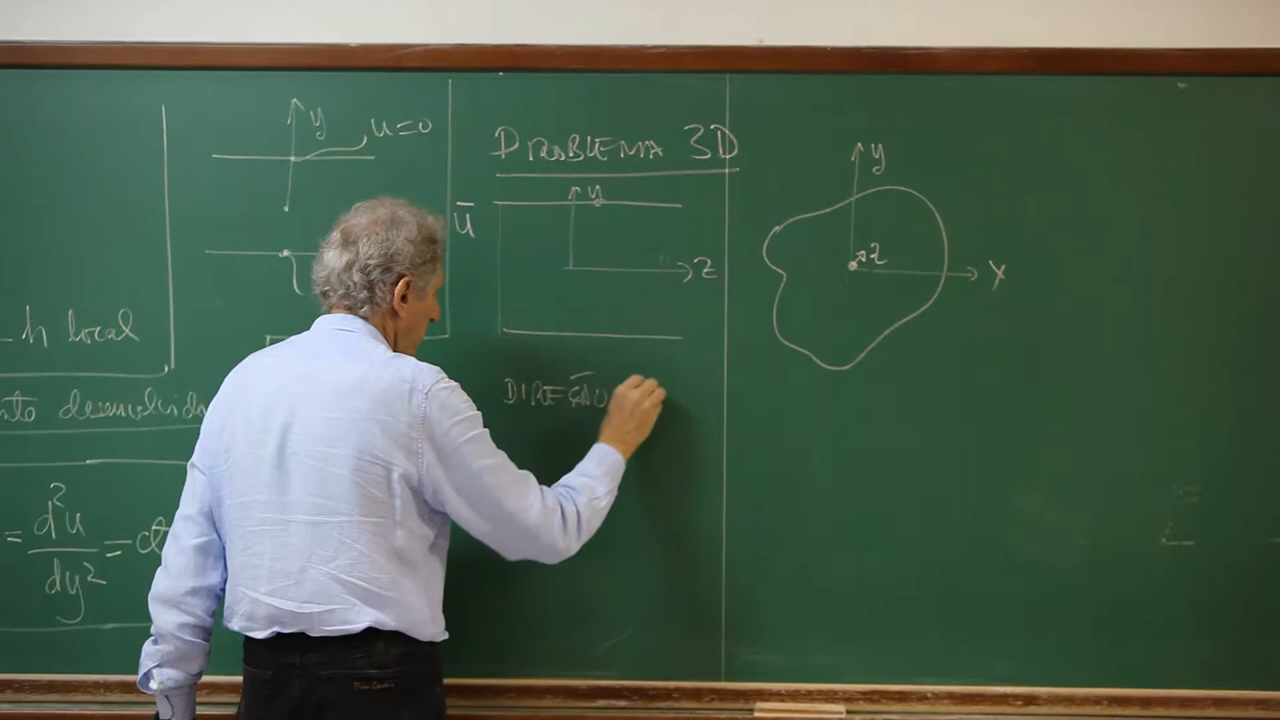 y
u=0
h local
desenvolvido
= d²u/dy² =
ū
PROBLEMA 3D
y
z
DIREÇÃO
y
z
x